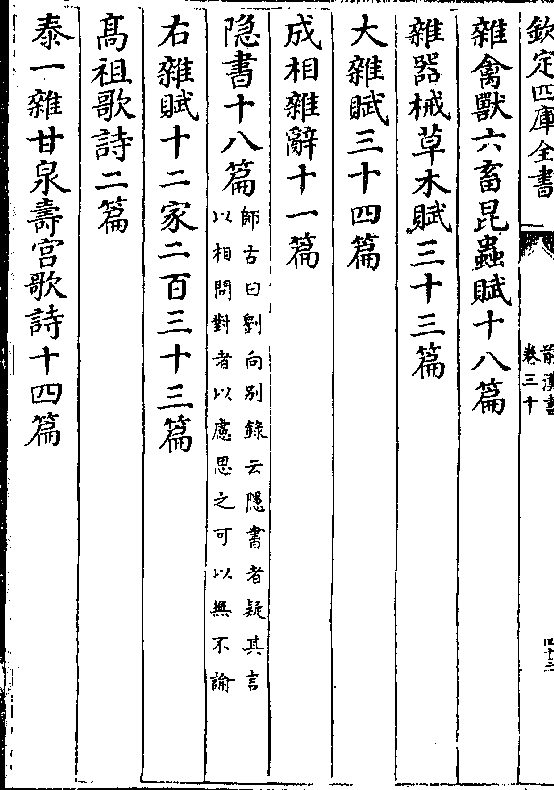 欽定四庫全書
前漢書
卷三十
四十三
雜禽獸六畜昆蟲賦十八篇
雜器械草木賦三十三篇
大雜賦三十四篇
成相雜辭十一篇
隐書十八篇
師古曰劉向别錄云隠書者疑其言
以相問對者以慮思之可以無不諭
右雜賦十二家二百三十三篇
髙祖歌詩二篇
泰一雜甘泉壽宫歌詩十四篇